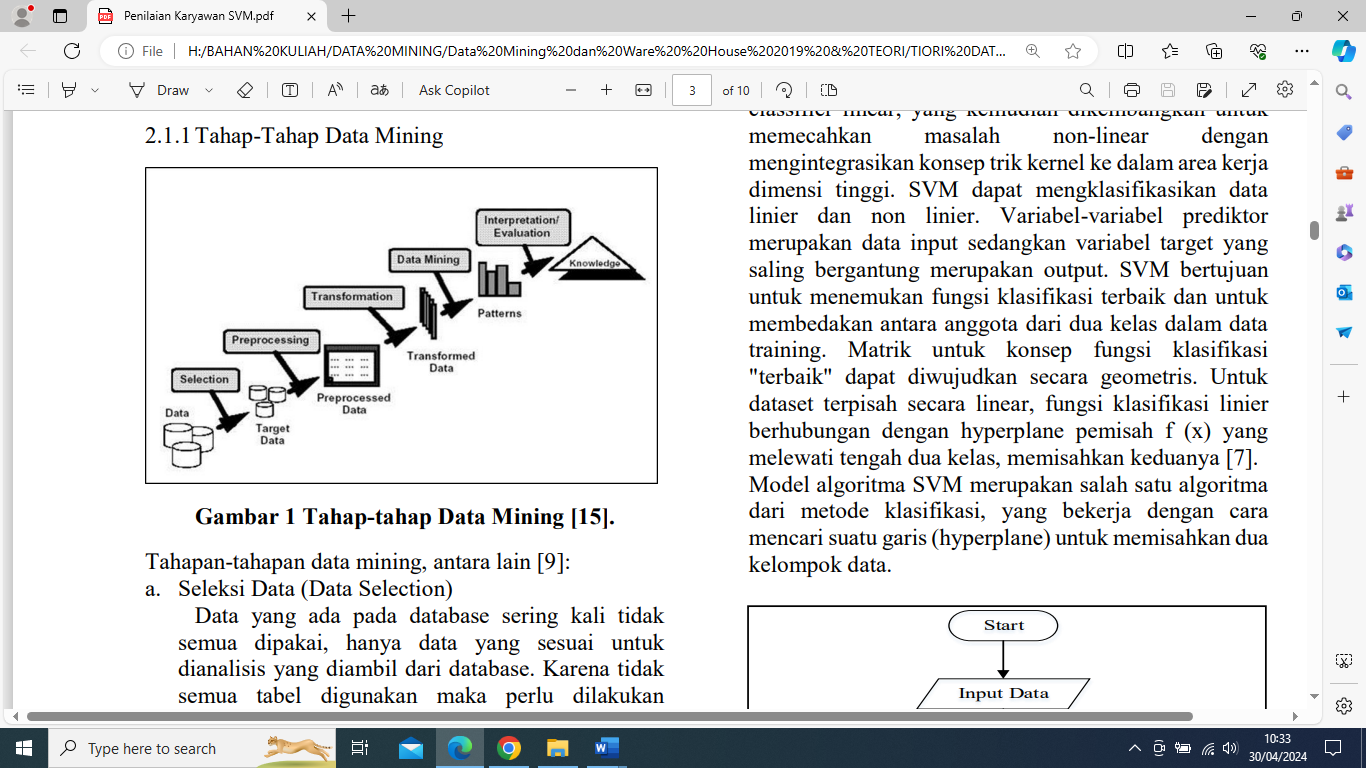 Penilaian Karyawan SVM.pdf
File
H:/BAHAN%20KULIAH/DATA%20MINING/Data%20Mining%20dan%20Ware%20%20House%202019%20&%20TEORI/TIORI%20DAT...
Draw
Ask Copilot
3
of 10
2.1.1 Tahap-Tahap Data Mining
Interpretation/
Evaluation
Knowledge
Data Mining
Patterns
Transformation
Transformed
Data
Preprocessing
Preprocessed
Data
Selection
Target
Data
Data
Gambar 1 Tahap-tahap Data Mining [15].
Tahapan-tahapan data mining, antara lain [9]:
a. Seleksi Data (Data Selection)
Data yang ada pada database sering kali tidak
semua dipakai, hanya data yang sesuai untuk
dianalisis yang diambil dari database. Karena tidak
semua tabel digunakan maka perlu dilakukan
classifier linear, yang kemudian dikembangkan untuk
memecahkan masalah non-linear dengan
mengintegrasikan konsep trik kernel ke dalam area kerja
dimensi tinggi. SVM dapat mengklasifikasikan data
linier dan non linier. Variabel-variabel prediktor
merupakan data input sedangkan variabel target yang
saling bergantung merupakan output. SVM bertujuan
untuk menemukan fungsi klasifikasi terbaik dan untuk
membedakan antara anggota dari dua kelas dalam data
training. Matrik untuk konsep fungsi klasifikasi
"terbaik" dapat diwujudkan secara geometris. Untuk
dataset terpisah secara linear, fungsi klasifikasi linier
berhubungan dengan hyperplane pemisah f (x) yang
melewati tengah dua kelas, memisahkan keduanya [7].
Model algoritma SVM merupakan salah satu algoritma
dari metode klasifikasi, yang bekerja dengan cara
mencari suatu garis (hyperplane) untuk memisahkan dua
kelompok data.
Start
Input Data
Type here to search
10:33
30/04/2024